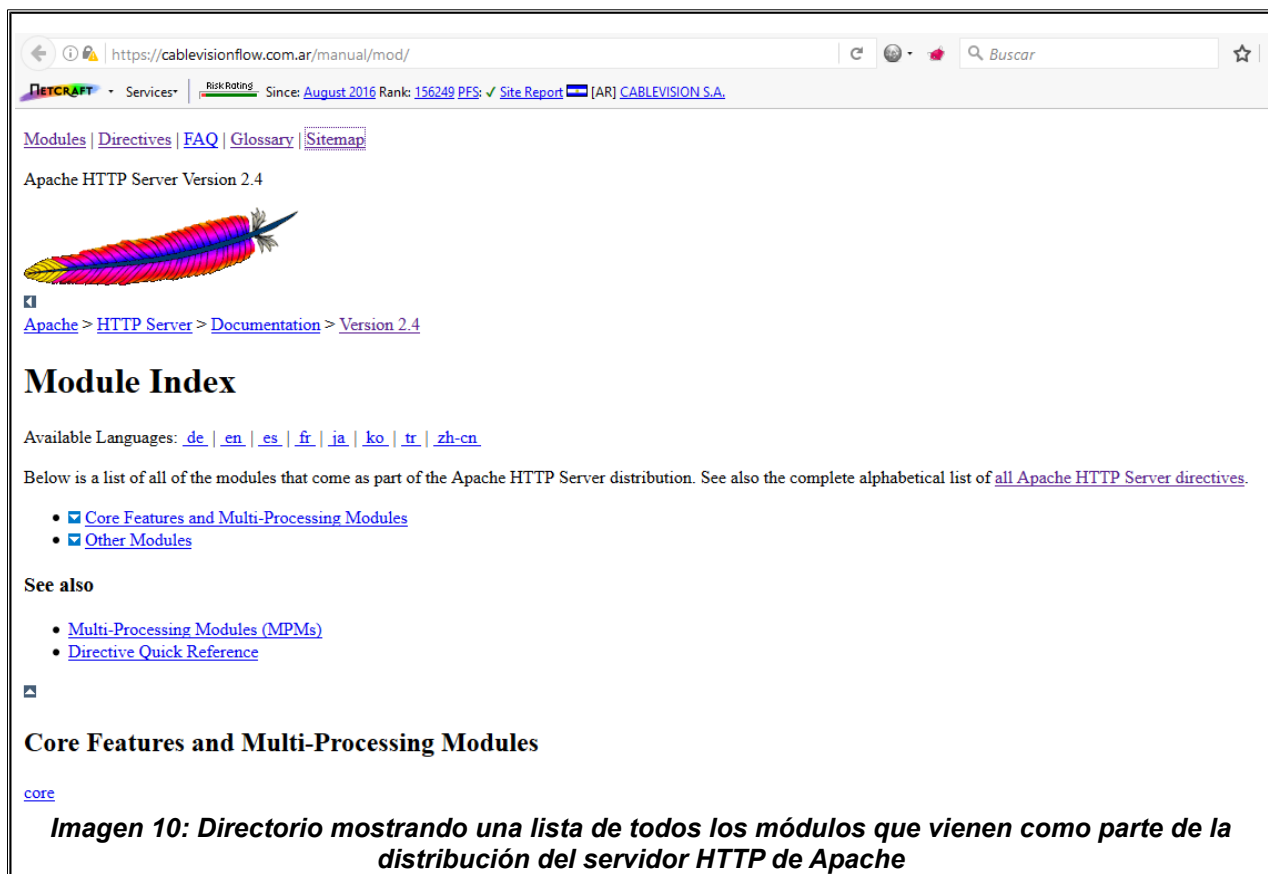 https://cablevisionflow.com.ar/manual/mod/ Buscar
NETCRAFT Services RiskRating Since: August 2016 Rank: 156249 PFS: ✓ Site Report [AR] CABLEVISION S.A.
Modules | Directives | FAQ | Glossary | Sitemap
Apache HTTP Server Version 2.4
Apache > HTTP Server > Documentation > Version 2.4
Module Index
Available Languages: de | en | es | fr | ja | ko | tr | zh-cn
Below is a list of all of the modules that come as part of the Apache HTTP Server distribution. See also the complete alphabetical list of all Apache HTTP Server directives.
• Core Features and Multi-Processing Modules
• Other Modules
See also
• Multi-Processing Modules (MPMs)
• Directive Quick Reference
Core Features and Multi-Processing Modules
core
Imagen 10: Directorio mostrando una lista de todos los módulos que vienen como parte de la
distribución del servidor HTTP de Apache